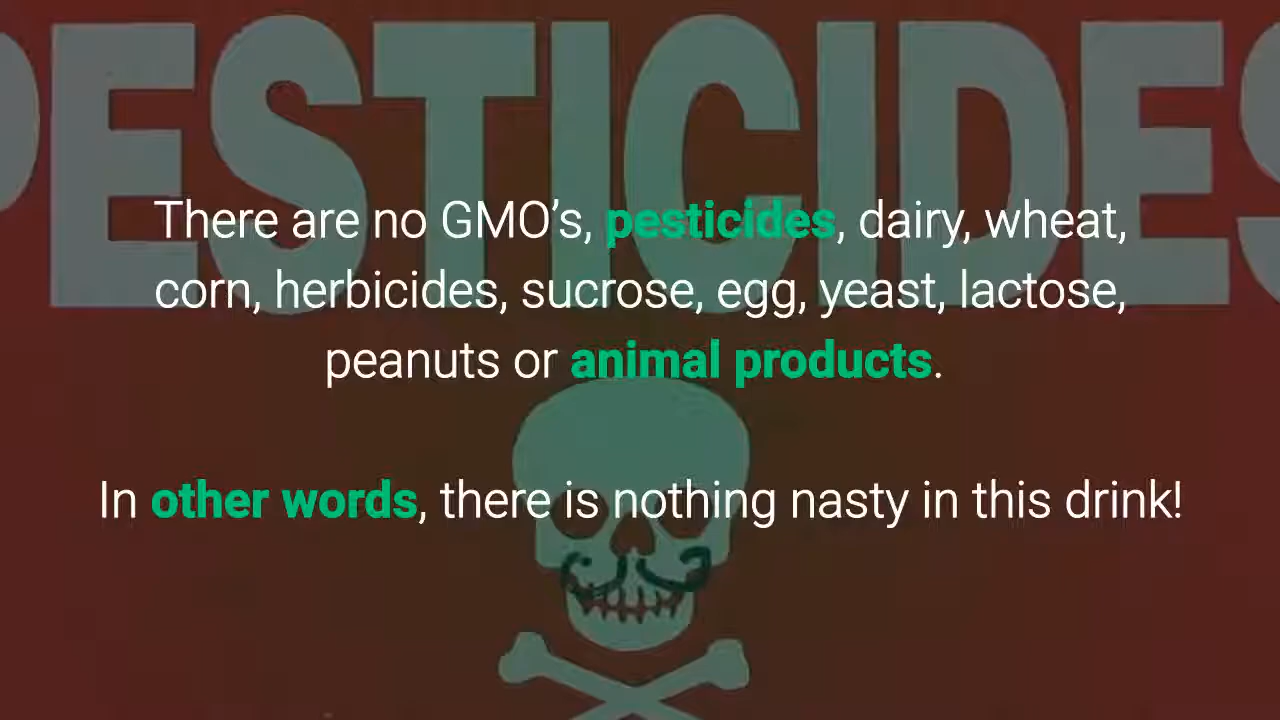 PESTICIDES
There are no GMO’s, pesticides, dairy, wheat,
corn, herbicides, sucrose, egg, yeast, lactose,
peanuts or animal products.
In other words, there is nothing nasty in this drink!